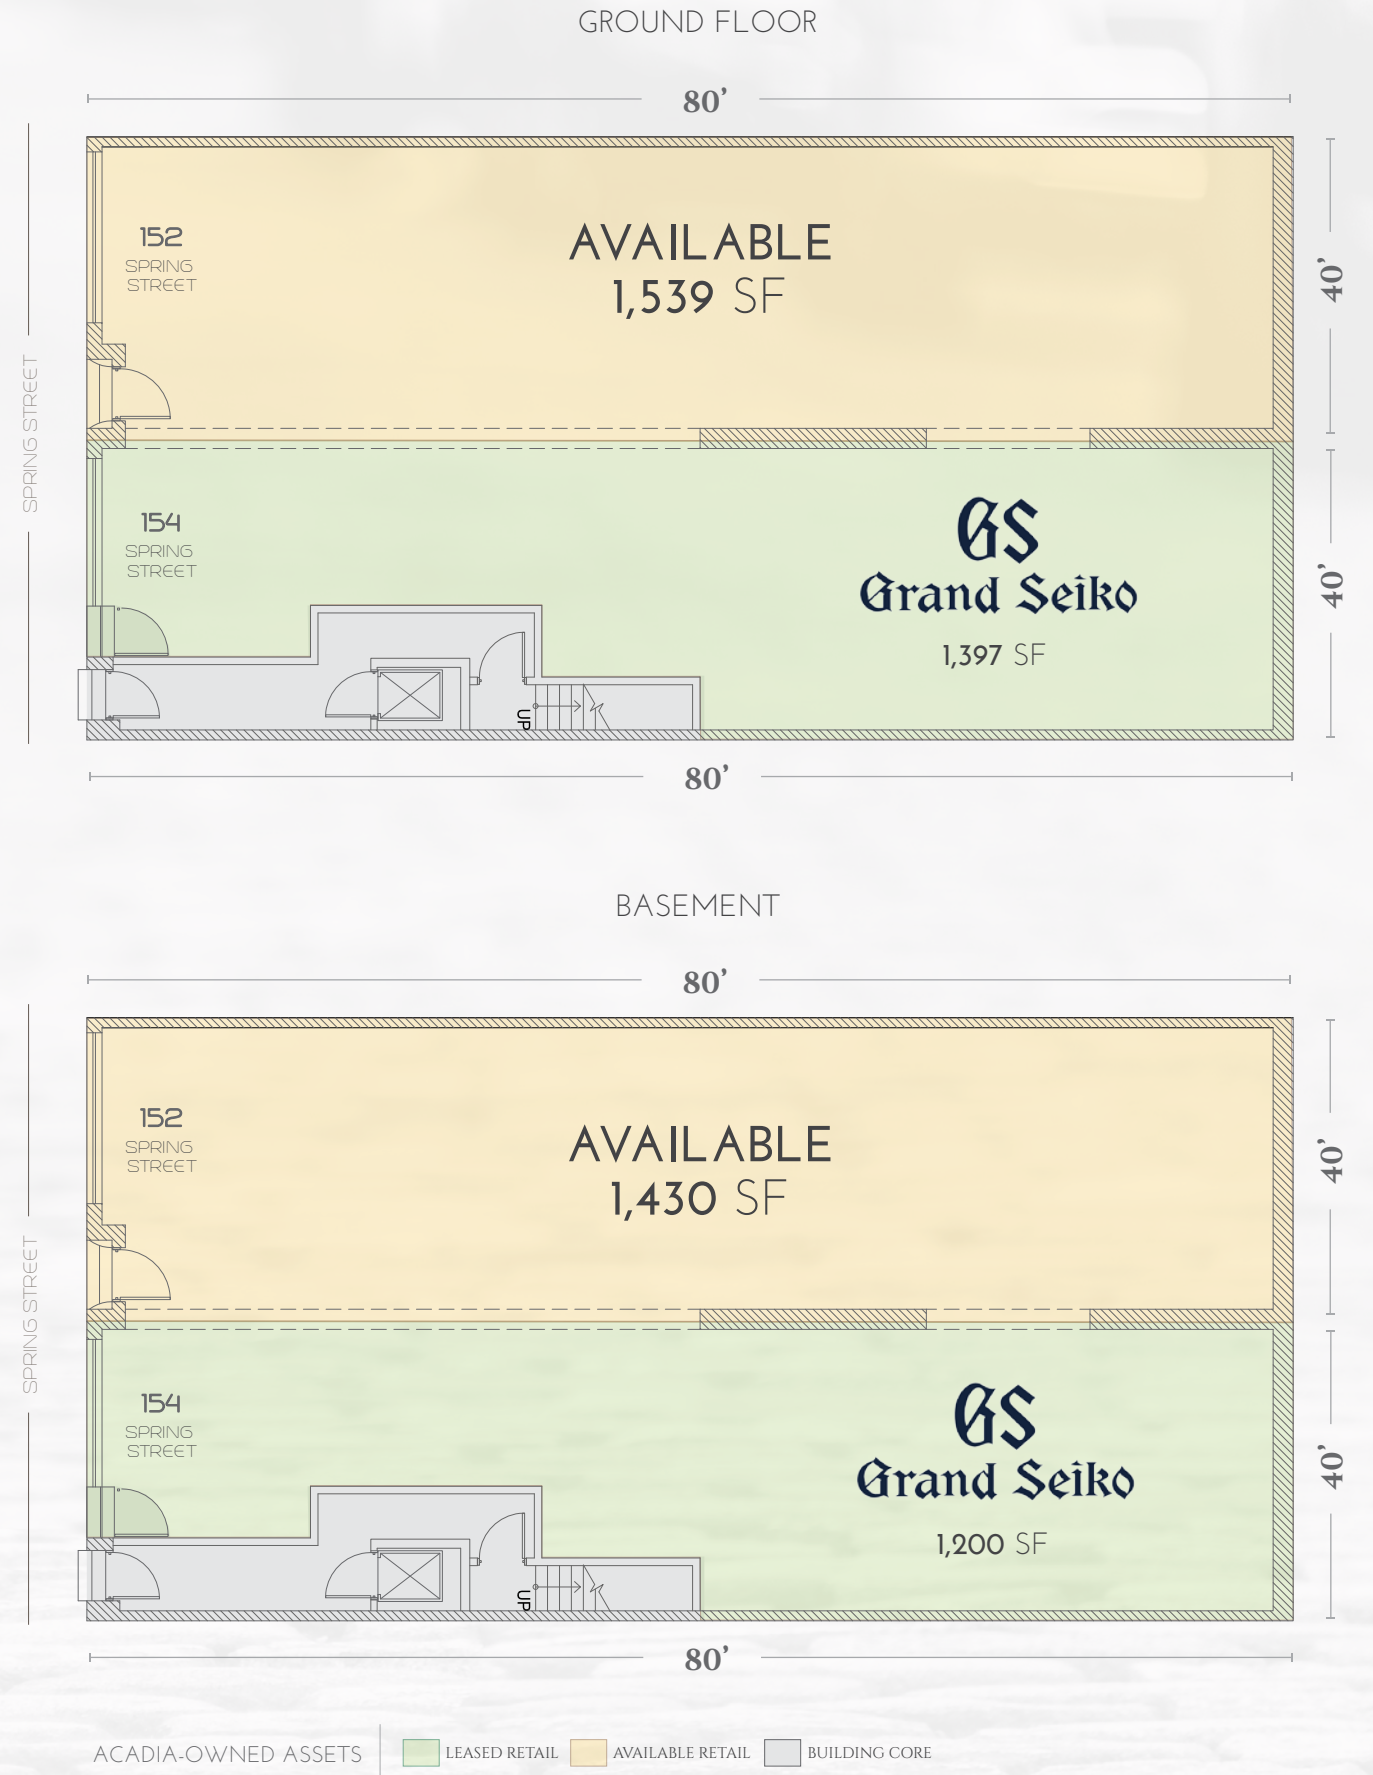 GROUND FLOOR
80’
152
SPRING
STREET
AVAILABLE
1,539 SF
40’
SPRING STREET
154
SPRING
STREET
GS
Grand Seiko
1,397 SF
40’
UP
80’
BASEMENT
80’
152
SPRING
STREET
AVAILABLE
1,430 SF
40’
SPRING STREET
154
SPRING
STREET
GS
Grand Seiko
1,200 SF
40’
UP
80’
ACADIA-OWNED ASSETS
LEASED RETAIL
AVAILABLE RETAIL
BUILDING CORE